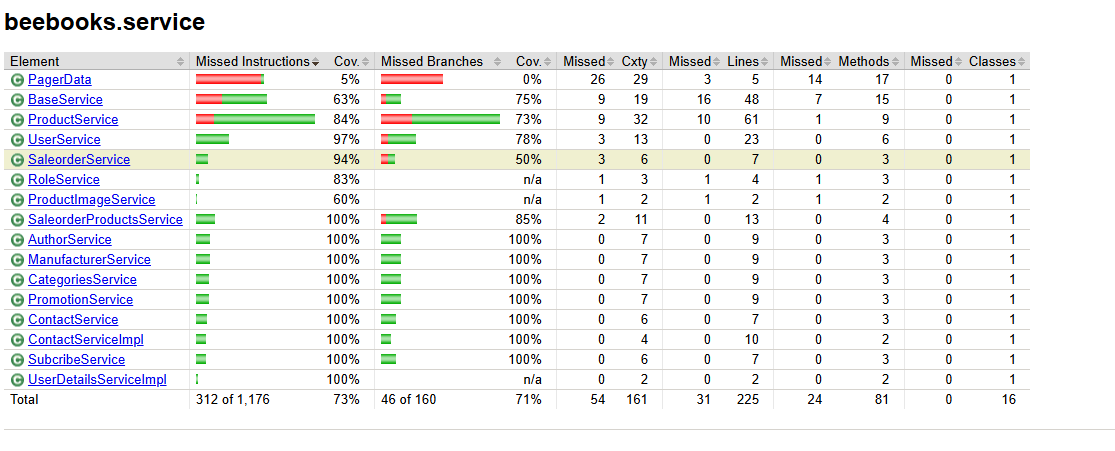 beebooks.service
Element Missed Instructions Cov. Missed Branches Cov. Missed Cxty Missed Lines Missed Methods Missed Classes
C PagerData 5% 0% 26 29 3 5 14 17 0 1
C BaseService 63% 75% 9 19 16 48 7 15 0 1
C ProductService 84% 73% 9 32 10 61 1 9 0 1
C UserService 97% 78% 3 13 0 23 0 6 0 1
C SaleorderService 94% 50% 3 6 0 7 0 3 0 1
C RoleService 83% n/a 1 3 1 4 1 3 0 1
C ProductImageService 60% n/a 1 2 1 2 1 2 0 1
C SaleorderProductsService 100% 85% 2 11 0 13 0 4 0 1
C AuthorService 100% 100% 0 7 0 9 0 3 0 1
C ManufacturerService 100% 100% 0 7 0 9 0 3 0 1
C CategoriesService 100% 100% 0 7 0 9 0 3 0 1
C PromotionService 100% 100% 0 7 0 9 0 3 0 1
C ContactService 100% 100% 0 6 0 7 0 3 0 1
C ContactServiceImpl 100% 100% 0 4 0 10 0 2 0 1
C SubcribeService 100% 100% 0 6 0 7 0 3 0 1
C UserDetailsServiceImpl 100% n/a 0 2 0 2 0 2 0 1
Total 312 of 1,176 73% 46 of 160 71% 54 161 31 225 24 81 0 16